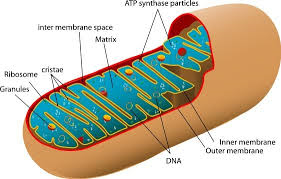 ATP synthase particles
inter membrane space
Matrix
cristae
Ribosome
Granules
Inner membrane
Outer membrane
DNA